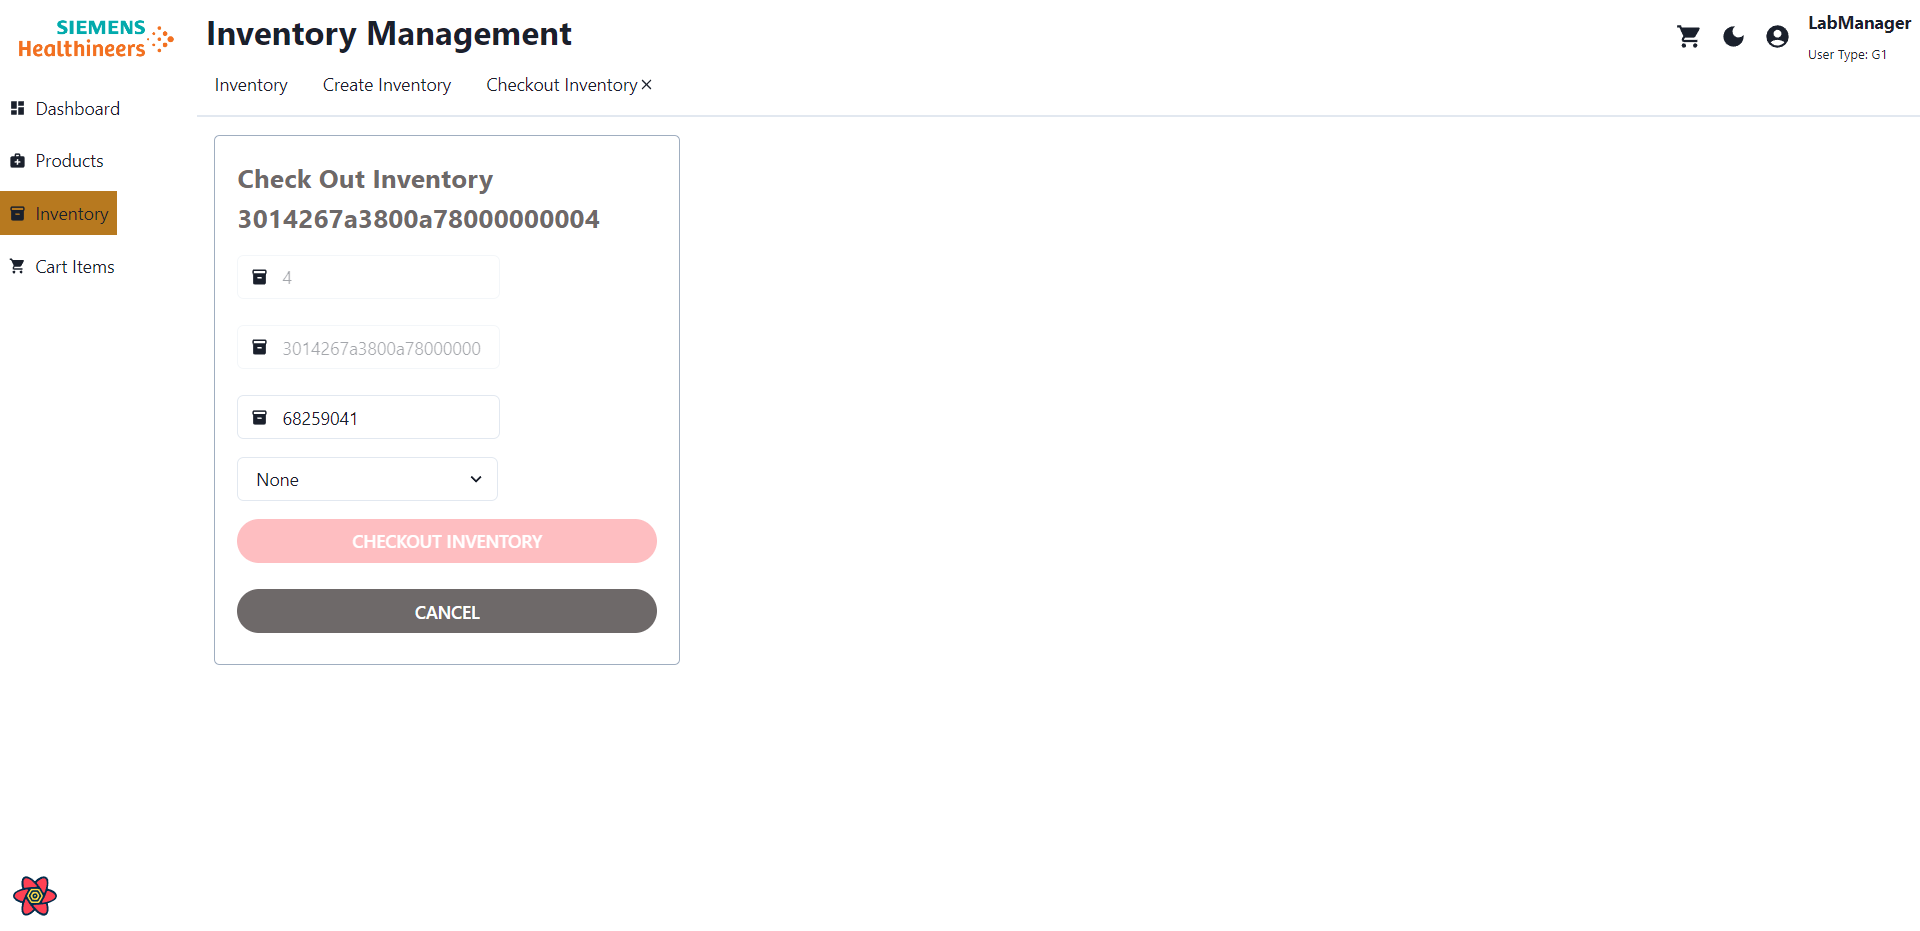 SIEMENS
Healthineers
Inventory Management
LabManager
User Type: G1
Inventory
Create Inventory
Checkout Inventory
Dashboard
Products
Inventory
Cart Items
Check Out Inventory
3014267a3800a78000000004
4
3014267a3800a78000000
68259041
None
CHECKOUT INVENTORY
CANCEL